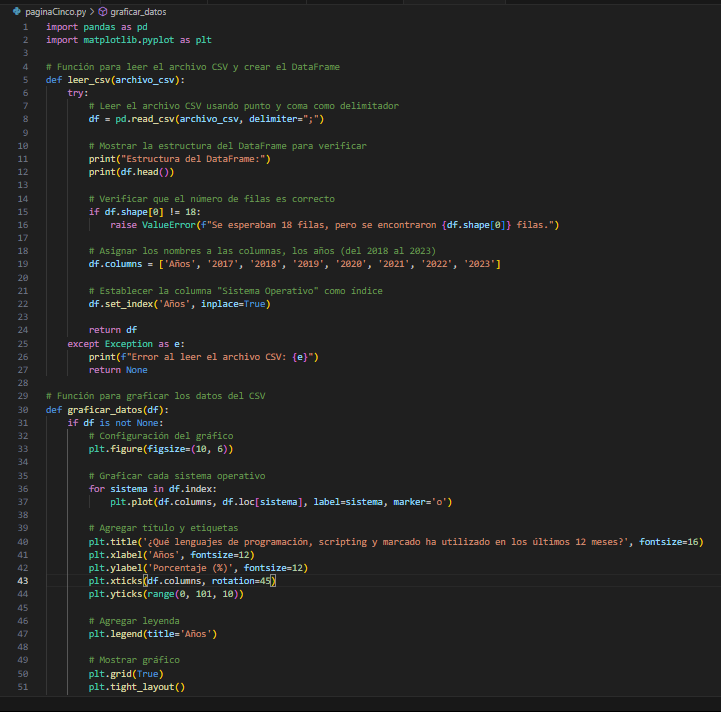 paginaCinco.py > graficar_datos
1 import pandas as pd
2 import matplotlib.pyplot as plt
3
4 # Función para leer el archivo CSV y crear el DataFrame
5 def leer_csv(archivo_csv):
6     try:
7         # Leer el archivo CSV usando punto y coma como delimitador
8         df = pd.read_csv(archivo_csv, delimiter=";")
9
10         # Mostrar la estructura del DataFrame para verificar
11         print("Estructura del DataFrame:")
12         print(df.head())
13
14         # Verificar que el número de filas es correcto
15         if df.shape[0] != 18:
16             raise ValueError(f"Se esperaban 18 filas, pero se encontraron {df.shape[0]} filas.")
17
18         # Asignar los nombres a las columnas, los años (del 2018 al 2023)
19         df.columns = ['Años', '2017', '2018', '2019', '2020', '2021', '2022', '2023']
20
21         # Establecer la columna "Sistema Operativo" como índice
22         df.set_index('Años', inplace=True)
23
24         return df
25     except Exception as e:
26         print(f"Error al leer el archivo CSV: {e}")
27         return None
28
29 # Función para graficar los datos del CSV
30 def graficar_datos(df):
31     if df is not None:
32         # Configuración del gráfico
33         plt.figure(figsize=(10, 6))
34
35         # Graficar cada sistema operativo
36         for sistema in df.index:
37             plt.plot(df.columns, df.loc[sistema], label=sistema, marker='o')
38
39         # Agregar título y etiquetas
40         plt.title('¿Qué lenguajes de programación, scripting y marcado ha utilizado en los últimos 12 meses?', fontsize=16)
41         plt.xlabel('Años', fontsize=12)
42         plt.ylabel('Porcentaje (%)', fontsize=12)
43         plt.xticks(df.columns, rotation=45)
44         plt.yticks(range(0, 101, 10))
45
46         # Agregar leyenda
47         plt.legend(title='Años')
48
49         # Mostrar gráfico
50         plt.grid(True)
51         plt.tight_layout()